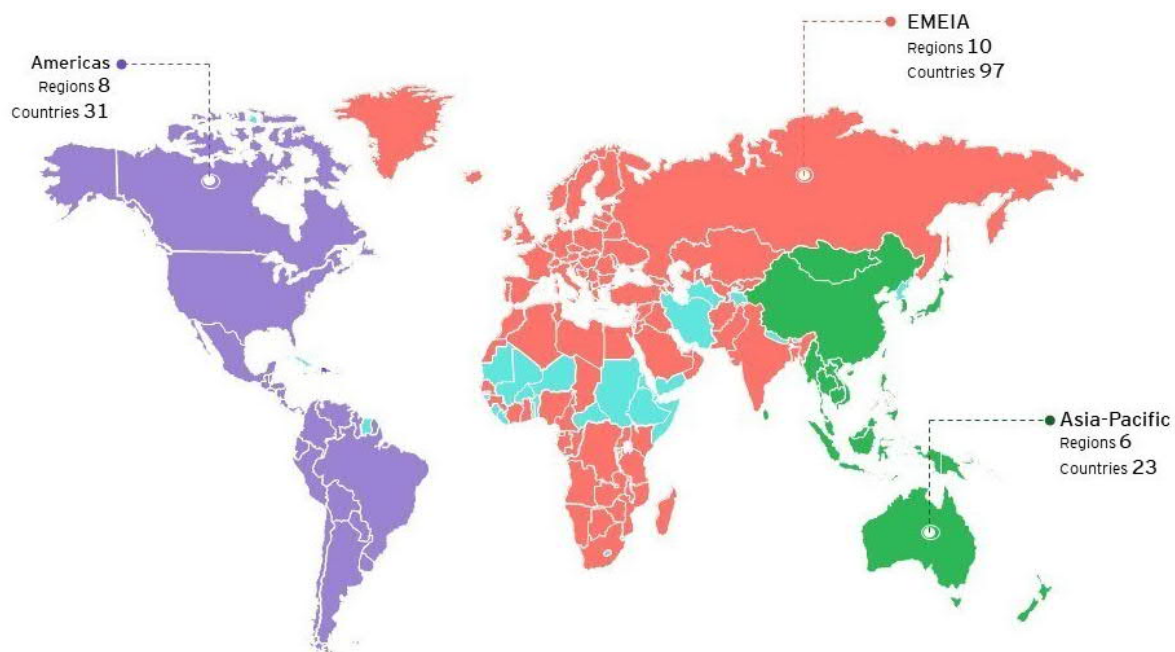 Americas
Regions 8
Countries 31
EMEIA
Regions 10
Countries 97
Asia-Pacific
Regions 6
Countries 23